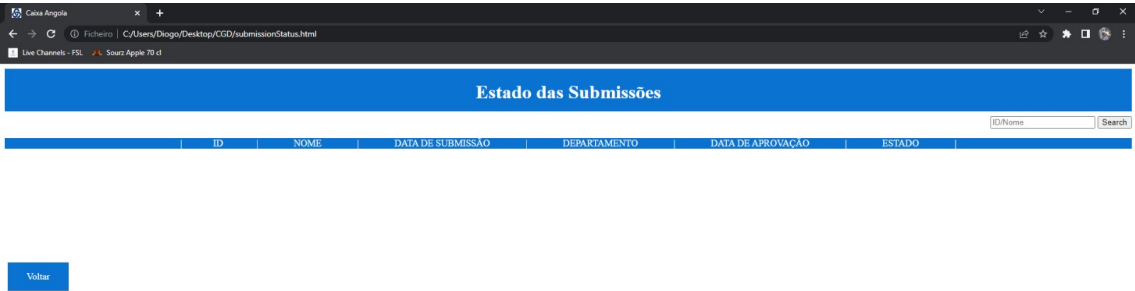 Caixa Angola
Ficheiro | C:/Users/Diogo/Desktop/CGD/submissionStatus.html
Live Channels - FSL Sourz Apple 70 cl
Estado das Submissões
ID/Nome Search
| ID | NOME | DATA DE SUBMISSÃO | DEPARTAMENTO | DATA DE APROVAÇÃO | ESTADO |
Voltar